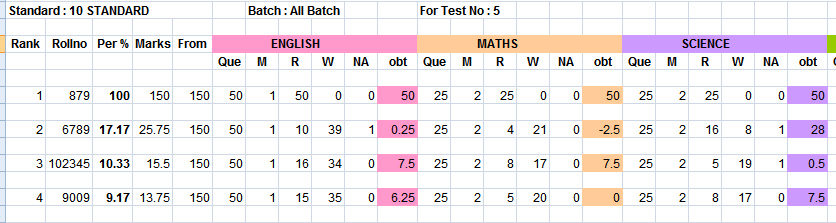 Standard : 10 STANDARD Batch : All Batch For Test No : 5
Rank Rollno Per % Marks From ENGLISH MATHS SCIENCE
Que M R W NA obt Que M R W NA obt Que M R W NA obt
1 879 100 150 150 50 1 50 0 0 50 25 2 25 0 0 50 25 2 25 0 0 50
2 6789 17.17 25.75 150 50 1 10 39 1 0.25 25 2 4 21 0 -2.5 25 2 16 8 1 28
3 102345 10.33 15.5 150 50 1 16 34 0 7.5 25 2 8 17 0 7.5 25 2 5 19 1 0.5
4 9009 9.17 13.75 150 50 1 15 35 0 6.25 25 2 5 20 0 0 25 2 8 17 0 7.5